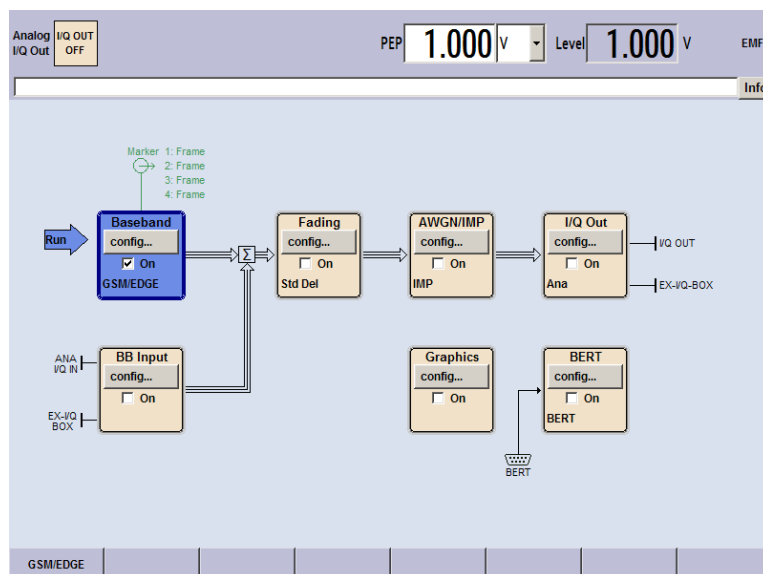 Analog I/Q OUT
I/Q Out OFF
PEP 1.000 V Level 1.000 V EMF
Info
Marker 1: Frame
2: Frame
3: Frame
4: Frame
Run
Baseband
config...
On
GSM/EDGE
Σ
Fading
config...
On
Std Del
AWGN/IMP
config...
On
IMP
I/Q Out
config...
On
Ana
I/Q OUT
EX-I/Q-BOX
ANA
I/Q IN
EX-I/Q
BOX
BB Input
config...
On
Graphics
config...
On
BERT
config...
On
BERT
BERT
GSM/EDGE